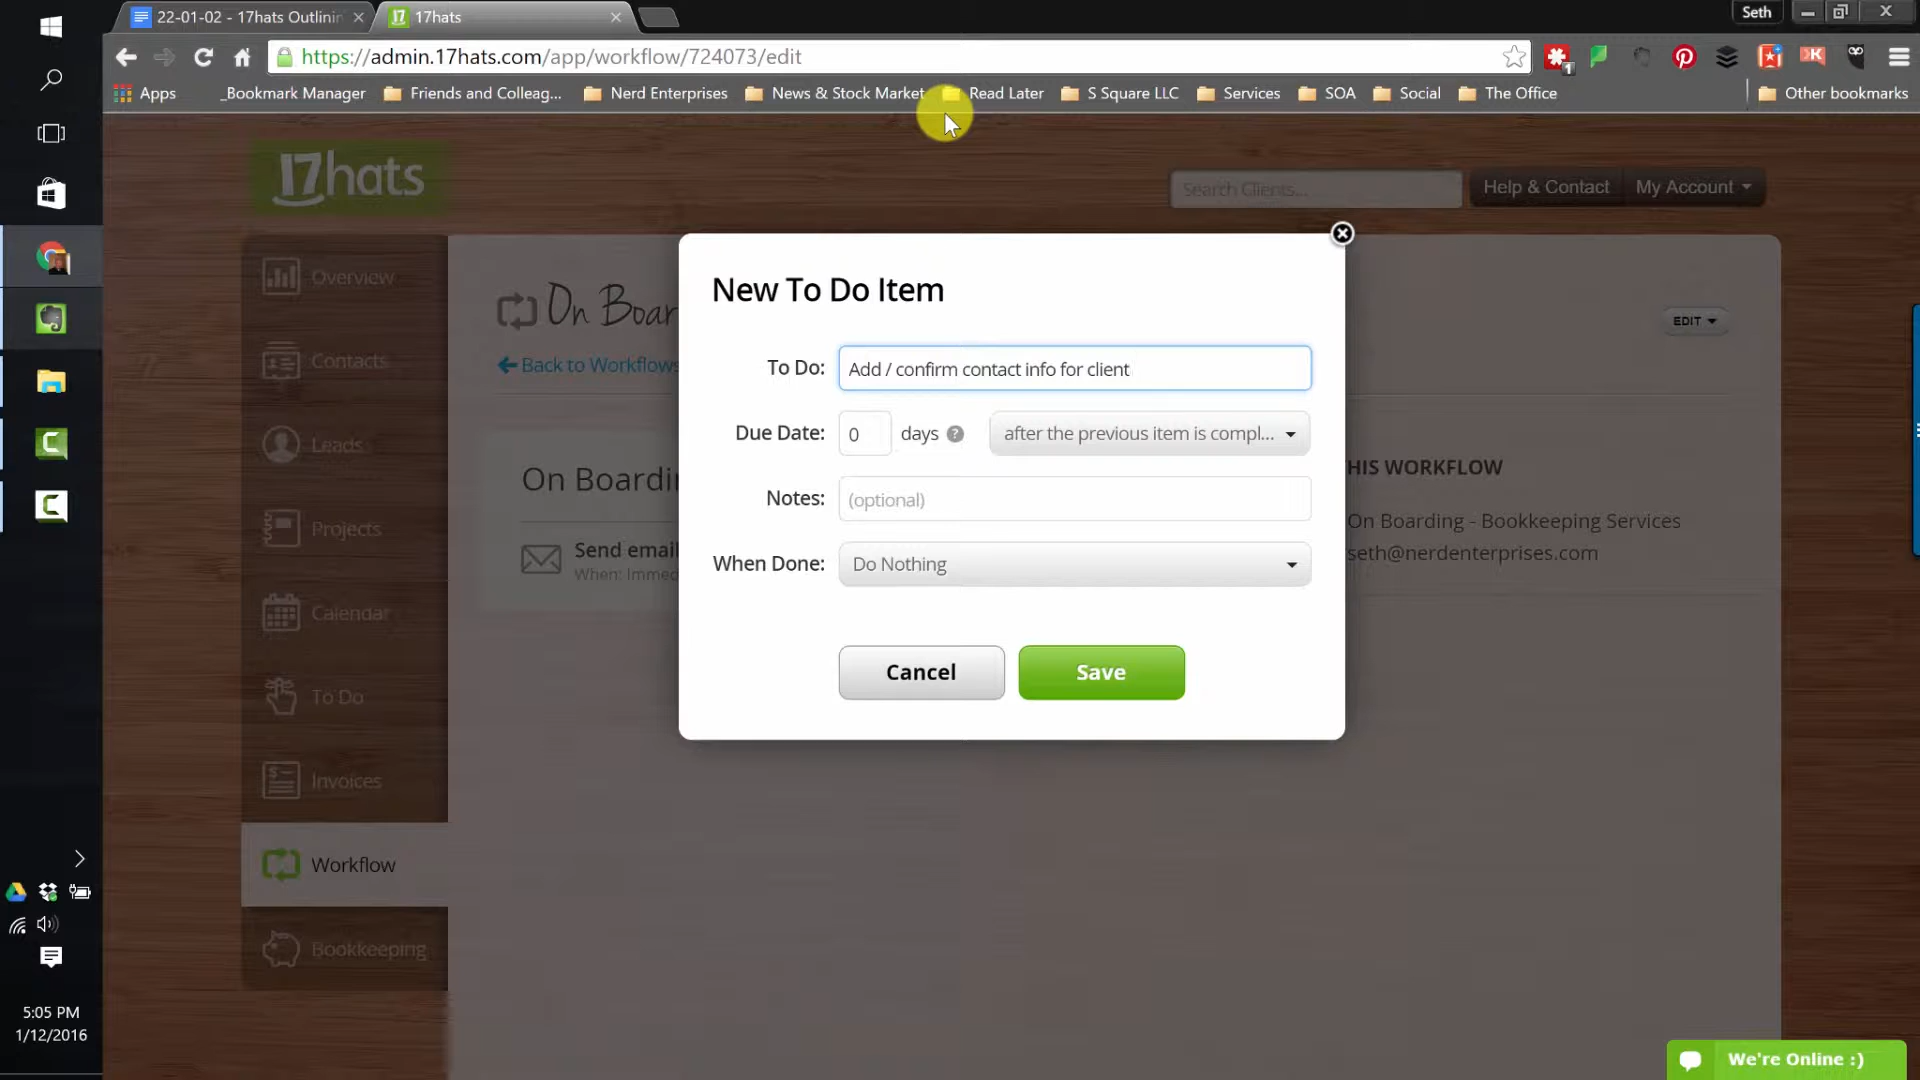 22-01-02 - 17hats Outlinin
17hats
Seth
https://admin.17hats.com/app/workflow/724073/edit
1
Apps
_Bookmark Manager
Friends and Colleag...
Nerd Enterprises
News & Stock Market
Read Later
S Square LLC
Services
SOA
Social
The Office
Other bookmarks
17hats
Search Clients...
Help & Contact
My Account
Overview
Contacts
Leads
Projects
Calendar
To Do
Invoices
Workflow
Bookkeeping
On Boar
EDIT
Back to Workflows
On Boardin
Send email
When: Immed
HIS WORKFLOW
On Boarding - Bookkeeping Services
seth@nerdenterprises.com
New To Do Item
To Do: Add / confirm contact info for client
Due Date: 0 days ? after the previous item is compl...
Notes: (optional)
When Done: Do Nothing
Cancel
Save
5:05 PM
1/12/2016
We're Online :)